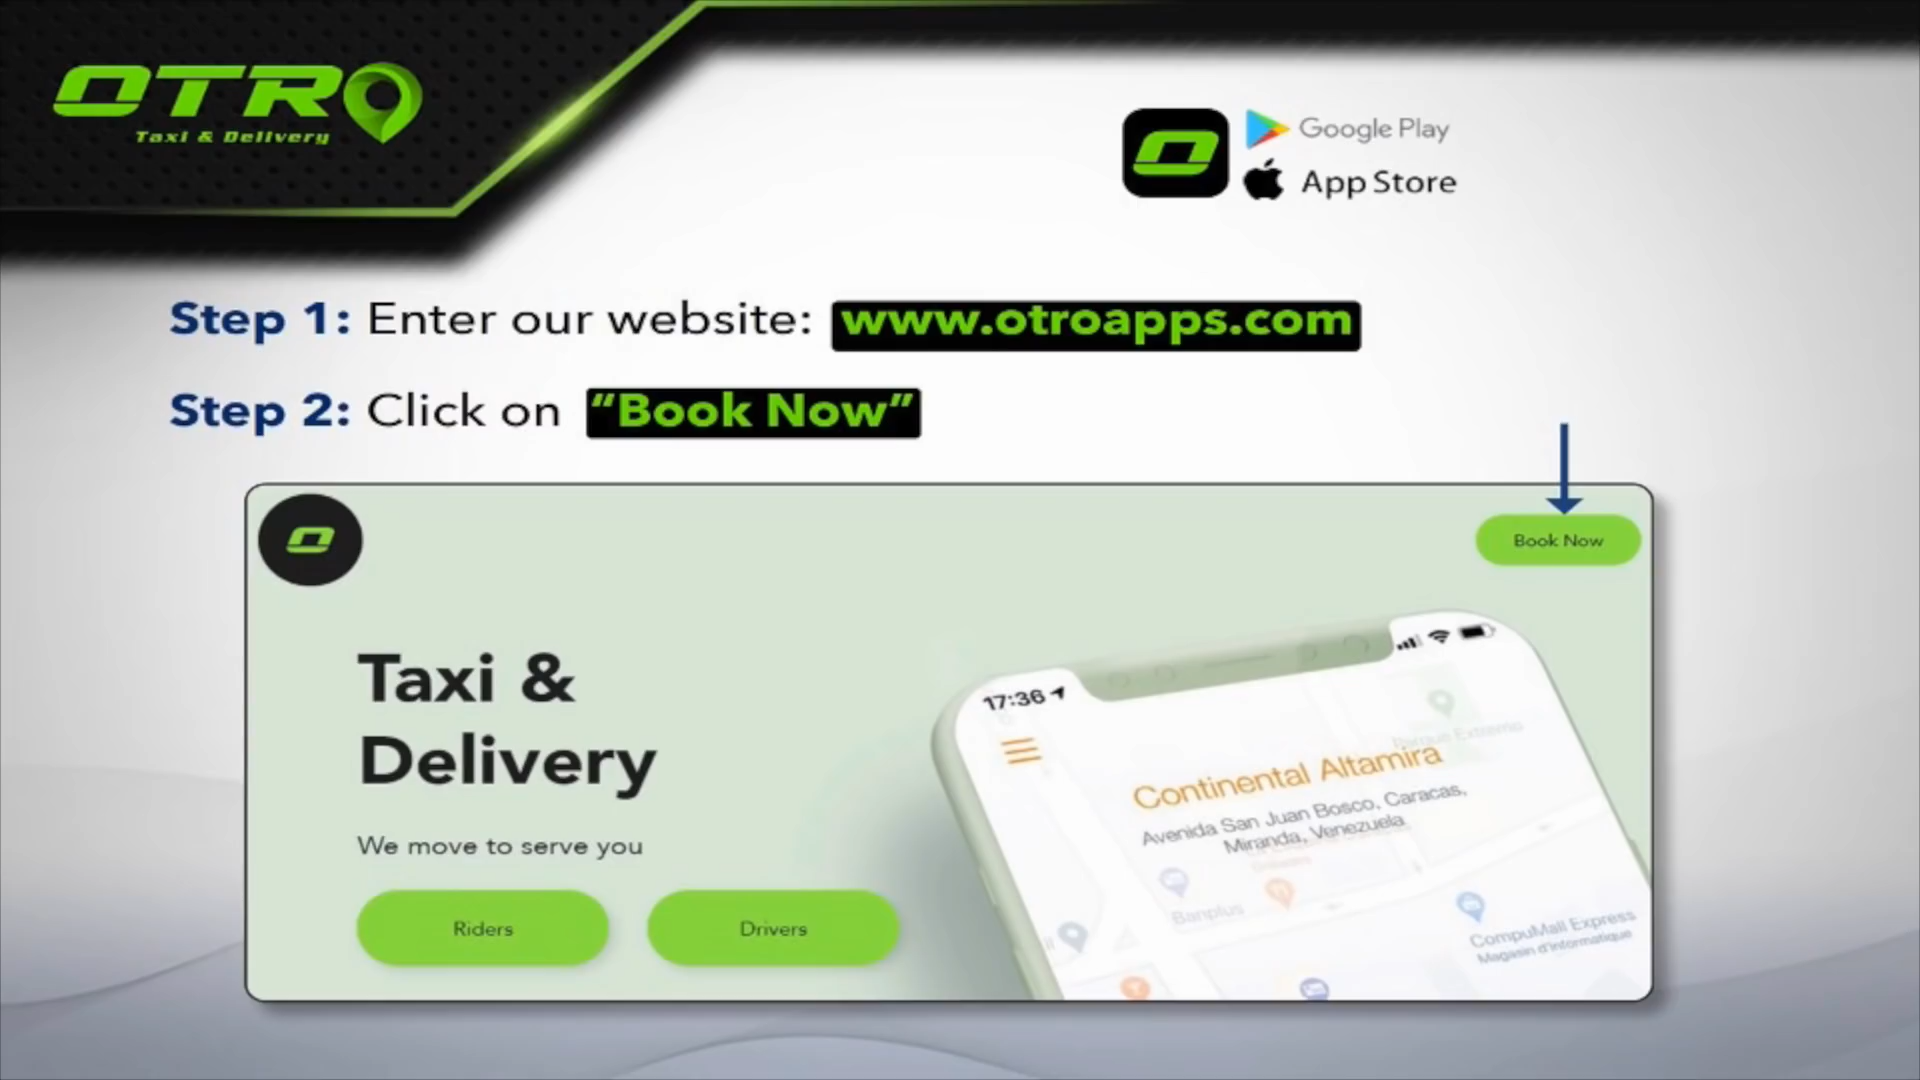 OTRO
Taxi & Delivery
Google Play
App Store
Step 1: Enter our website: www.otroapps.com
Step 2: Click on “Book Now”
Book Now
Taxi &
Delivery
We move to serve you
Riders
Drivers
17:36
Parque Extremo
Continental Altamira
Avenida San Juan Bosco, Caracas,
Miranda, Venezuela
Banplus
CompuMall Express
Magasin d'informatique